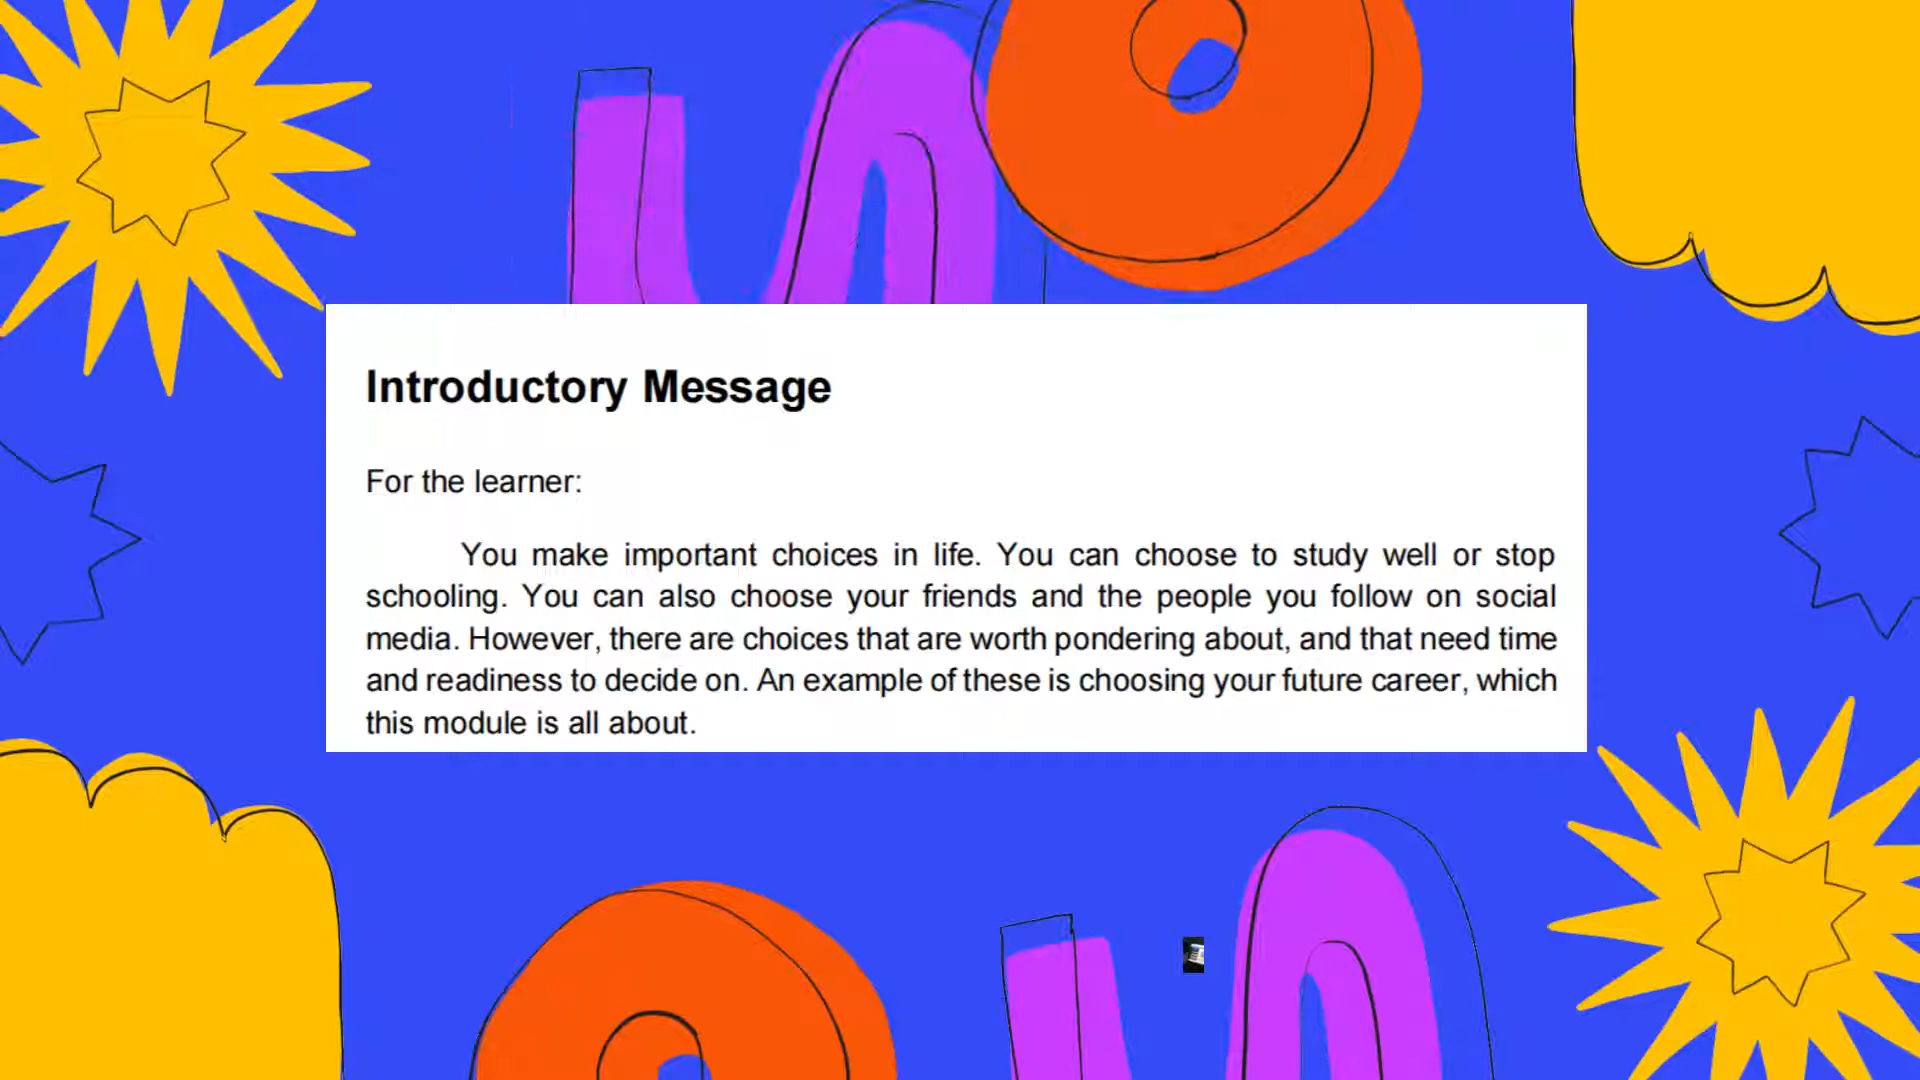 Introductory Message
For the learner:
You make important choices in life. You can choose to study well or stop
schooling. You can also choose your friends and the people you follow on social
media. However, there are choices that are worth pondering about, and that need time
and readiness to decide on. An example of these is choosing your future career, which
this module is all about.